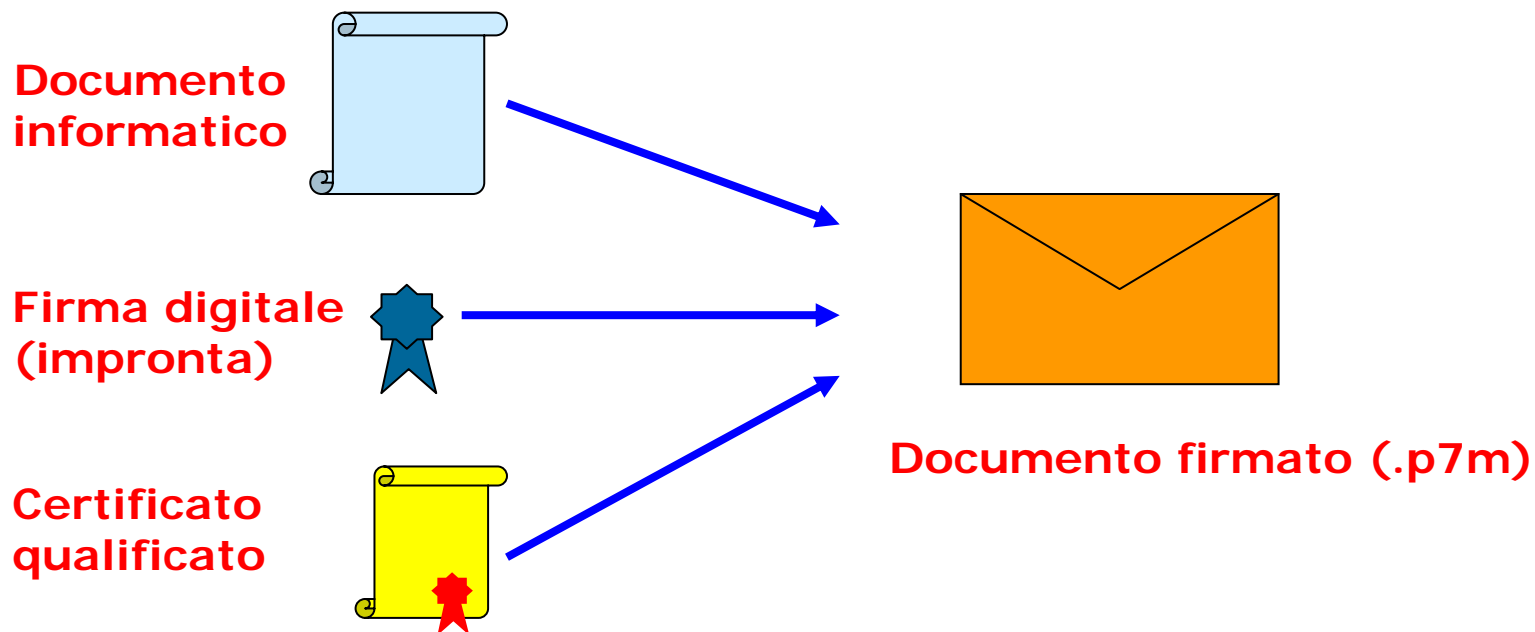 Documento
informatico
Firma digitale
(impronta)
Certificato
qualificato
Documento firmato (.p7m)